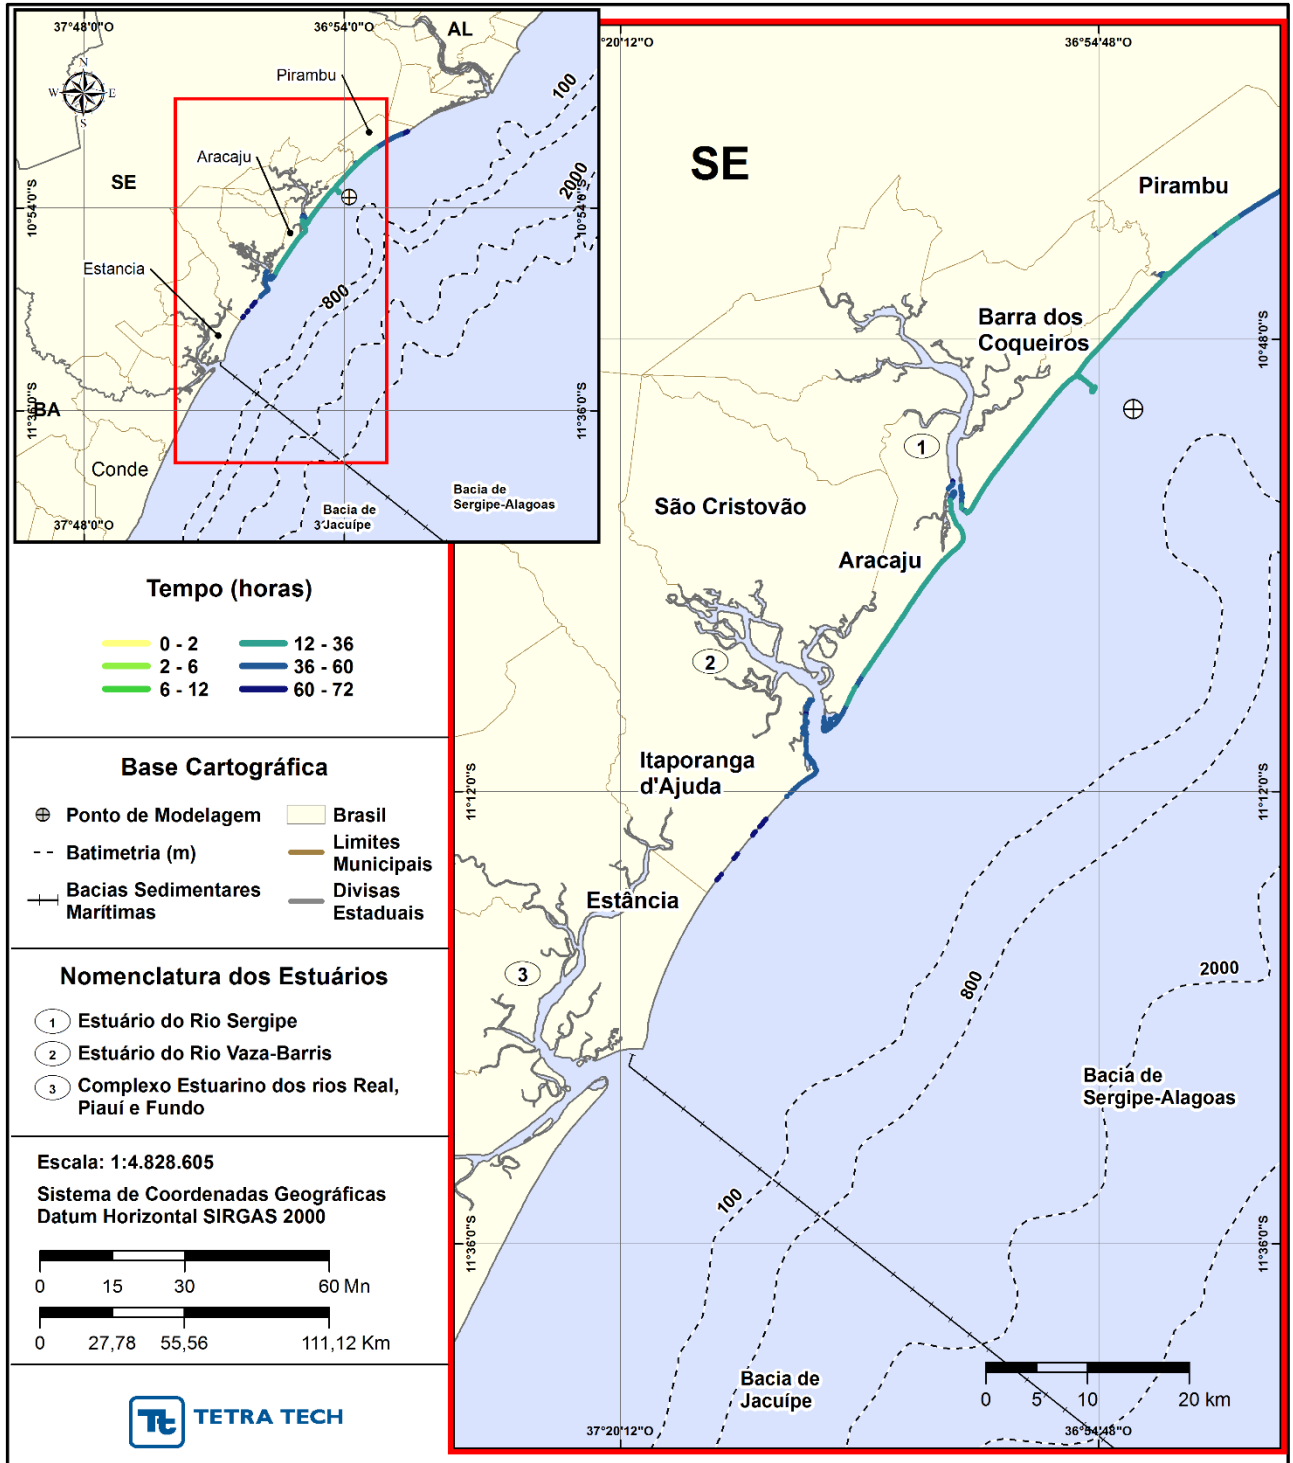 37°48'0"O
36°54'0"O
AL
N
W
E
S
Pirambu
100
Aracaju
SE
2000
10°54'0"S
10°54'0"S
Estancia
800
BA
11°36'0"S
11°36'0"S
Conde
Bacia de
Sergipe-Alagoas
Bacia de
Jacuípe
37°48'0"O
°20'12"O
36°54'48"O
SE
Pirambu
Barra dos
Coqueiros
10°48'0"S
1
São Cristovão
Aracaju
2
Itaporanga
d'Ajuda
11°12'0"S
11°12'0"S
Estância
3
800
2000
Bacia de
Sergipe-Alagoas
100
11°36'0"S
11°36'0"S
Bacia de
Jacuípe
0 5 10 20 km
37°20'12"O
36°54'48"O
Tempo (horas)
0 - 2
12 - 36
2 - 6
36 - 60
6 - 12
60 - 72
Base Cartográfica
Ponto de Modelagem
Brasil
Batimetria (m)
Limites
Municipais
Bacias Sedimentares
Marítimas
Divisas
Estaduais
Nomenclatura dos Estuários
1 Estuário do Rio Sergipe
2 Estuário do Rio Vaza-Barris
3 Complexo Estuarino dos rios Real,
Piauí e Fundo
Escala: 1:4.828.605
Sistema de Coordenadas Geográficas
Datum Horizontal SIRGAS 2000
0 15 30 60 Mn
0 27,78 55,56 111,12 Km
Tt TETRA TECH